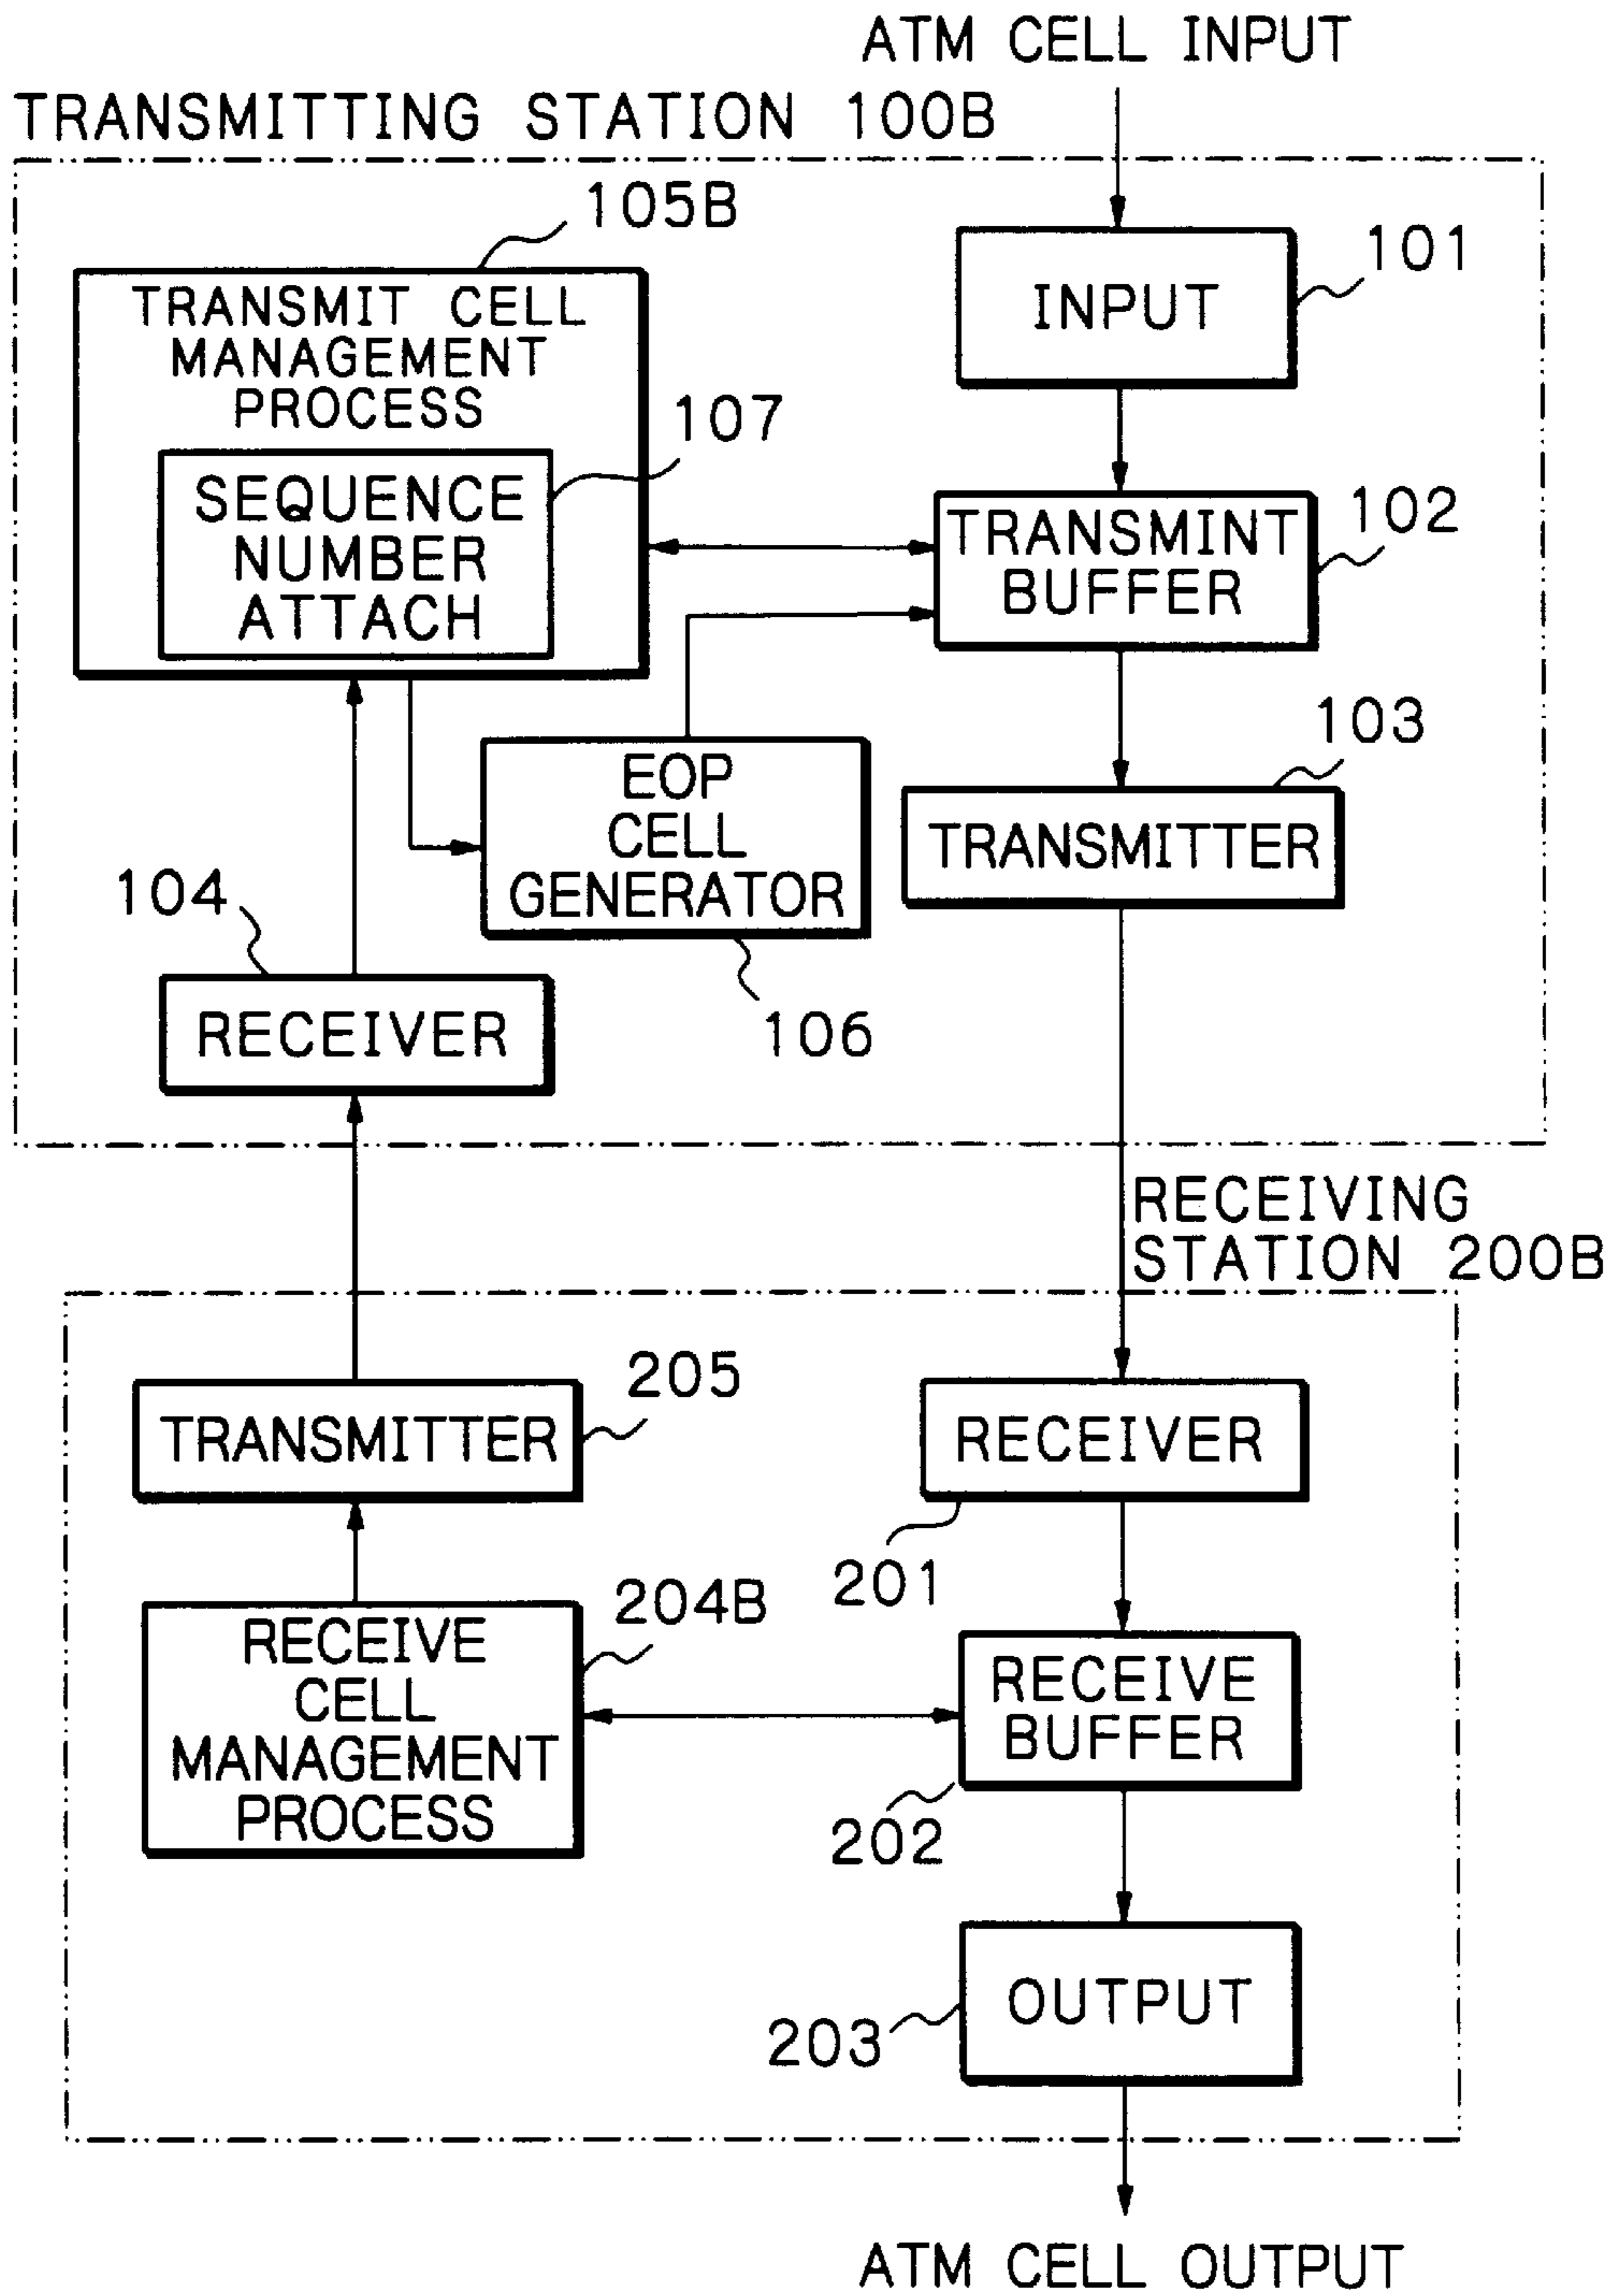 ATM CELL INPUT
TRANSMITTING STATION 100B
105B
101
INPUT
TRANSMIT CELL
MANAGEMENT
PROCESS
107
SEQUENCE
NUMBER
ATTACH
102
TRANSMINT
BUFFER
103
EOP
CELL
GENERATOR
TRANSMITTER
104
106
RECEIVER
RECEIVING
STATION 200B
205
TRANSMITTER
RECEIVER
201
204B
RECEIVE
CELL
MANAGEMENT
PROCESS
RECEIVE
BUFFER
202
OUTPUT
203
ATM CELL OUTPUT